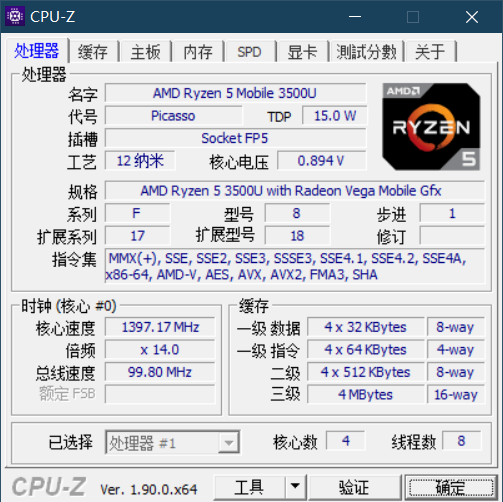 CPU-Z
处理器 缓存 主板 内存 SPD 显卡 測試分數 关于
处理器
名字 AMD Ryzen 5 Mobile 3500U
代号 Picasso TDP 15.0 W
插槽 Socket FP5
工艺 12 纳米 核心电压 0.894 V
AMD RYZEN 5
规格 AMD Ryzen 5 3500U with Radeon Vega Mobile Gfx
系列 F 型号 8 步进 1
扩展系列 17 扩展型号 18 修订
指令集 MMX(+), SSE, SSE2, SSE3, SSSE3, SSE4.1, SSE4.2, SSE4A,
x86-64, AMD-V, AES, AVX, AVX2, FMA3, SHA
时钟 (核心 #0)
核心速度 1397.17 MHz
倍频 x 14.0
总线速度 99.80 MHz
额定 FSB
缓存
一级 数据 4 x 32 KBytes 8-way
一级 指令 4 x 64 KBytes 4-way
二级 4 x 512 KBytes 8-way
三级 4 MBytes 16-way
已选择 处理器 #1 核心数 4 线程数 8
CPU-Z Ver. 1.90.0.x64 工具 验证 确定